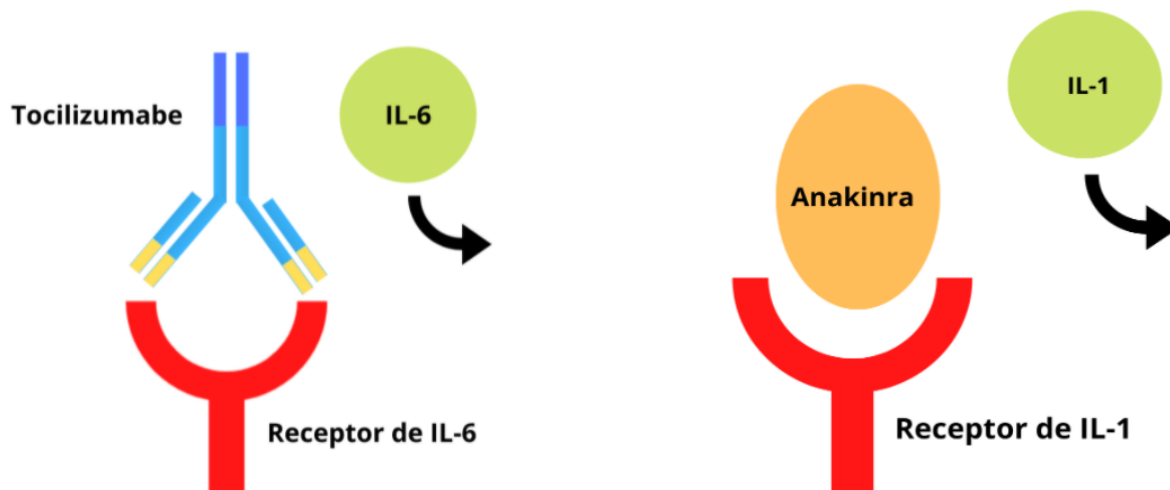 Tocilizumabe
IL-6
Receptor de IL-6
IL-1
Anakinra
Receptor de IL-1